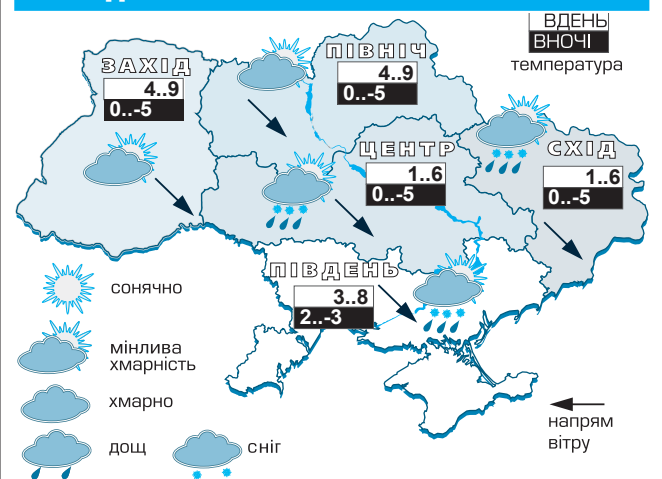 ВДЕНЬ
ВНОЧІ
температура
ЗАХІД
4..9
0..-5
ПІВНІЧ
4..9
0..-5
ЦЕНТР
1..6
0..-5
СХІД
1..6
0..-5
ПІВДЕНЬ
3..8
2..-3
сонячно
мінлива
хмарність
хмарно
дощ
сніг
напрям
вітру